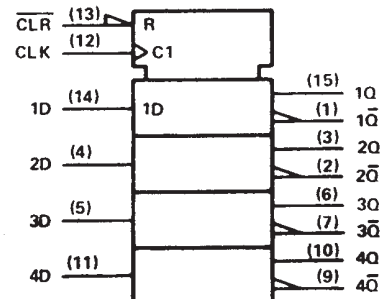 C̅L̅R̅ (13) R
CLK (12) C1
(15) 1Q
1D (14) 1D
(1) 1Q̅
(3) 2Q
2D (4)
(2) 2Q̅
(6) 3Q
3D (5)
(7) 3Q̅
(10) 4Q
4D (11)
(9) 4Q̅